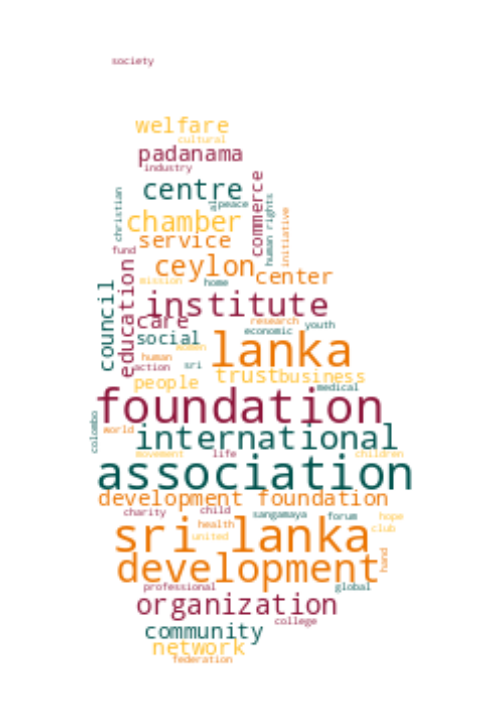 society
welfare
cultural
padanama
industry
centre
commerce
al
peace
christian
human rights
initiative
chamber
service
fund
ceylon
center
education
mission
home
council
institute
care
research
youth
economic
social
lanka
women
human
action
sri
trust
business
people
medical
foundation
colombo
world
international
movement
life
children
association
development foundation
charity
child
sangamaya
forum
hope
health
club
united
sri lanka
hand
development
professional
global
organization
college
community
network
federation